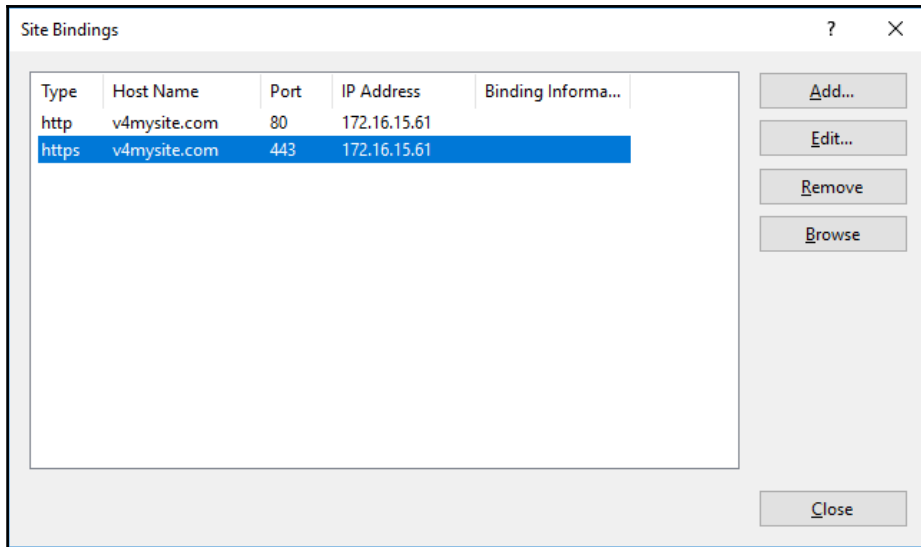 Site Bindings ? ×
Type Host Name Port IP Address Binding Informa... Add...
http v4mysite.com 80 172.16.15.61
https v4mysite.com 443 172.16.15.61 Edit...
Remove
Browse
Close